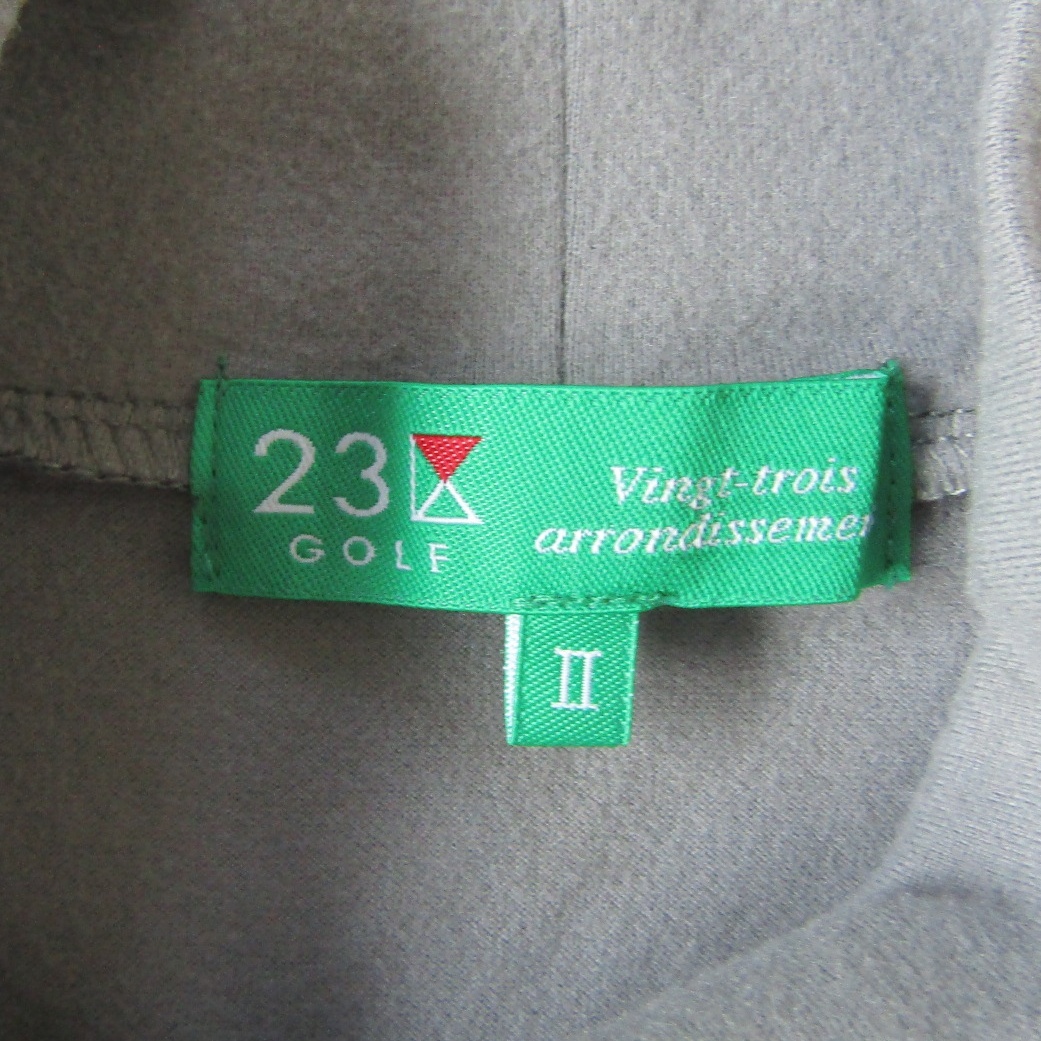 23
GOLF
Vingt-trois
arrondissemen
II